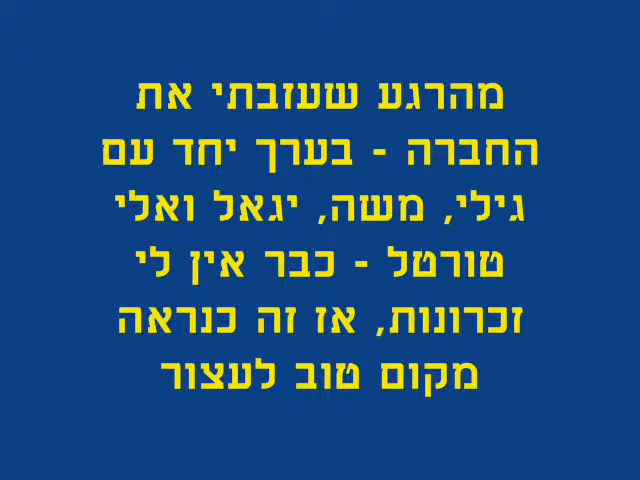 מהרגע שעזבתי את
החברה - בערך יחד עם
גילי, משה, יגאל ואלי
טורטל - כבר אין לי
זכרונות, אז זה כנראה
מקום טוב לעצור